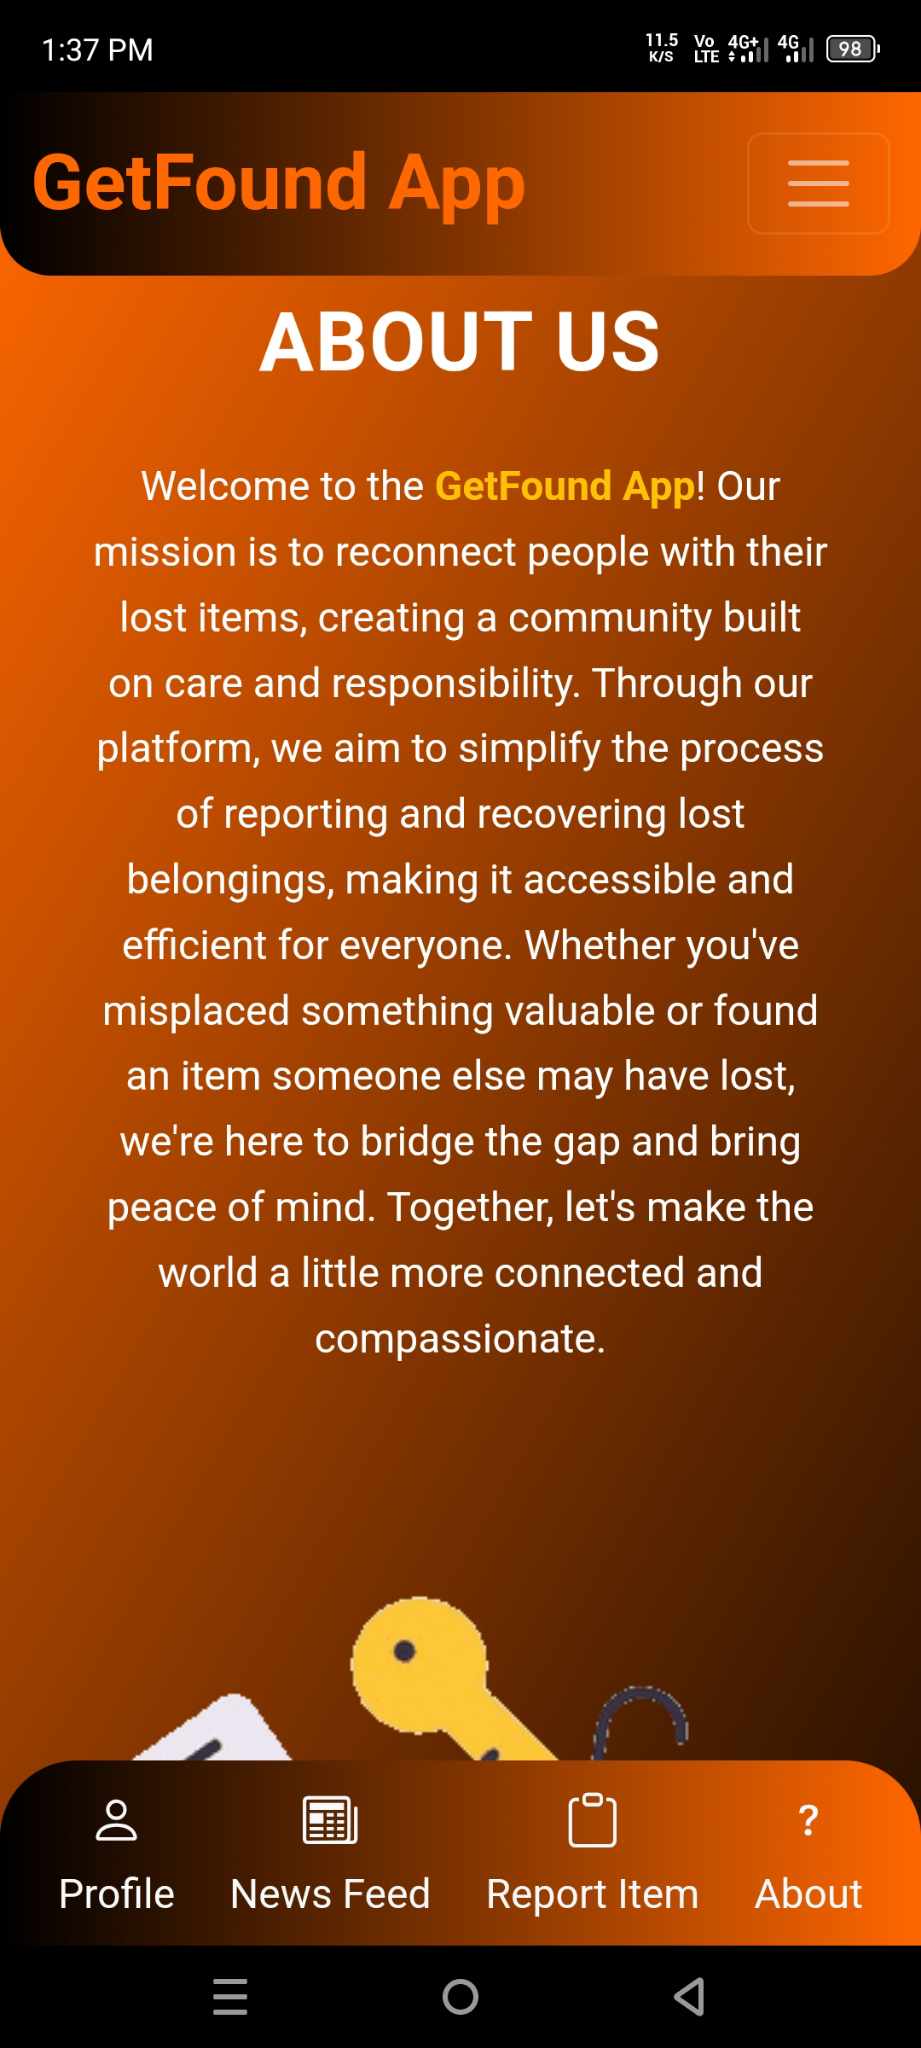 1:37 PM
11.5 K/S Vo LTE 4G+ 4G 98
GetFound App
ABOUT US
Welcome to the GetFound App! Our
mission is to reconnect people with their
lost items, creating a community built
on care and responsibility. Through our
platform, we aim to simplify the process
of reporting and recovering lost
belongings, making it accessible and
efficient for everyone. Whether you've
misplaced something valuable or found
an item someone else may have lost,
we're here to bridge the gap and bring
peace of mind. Together, let's make the
world a little more connected and
compassionate.
?
Profile News Feed Report Item About